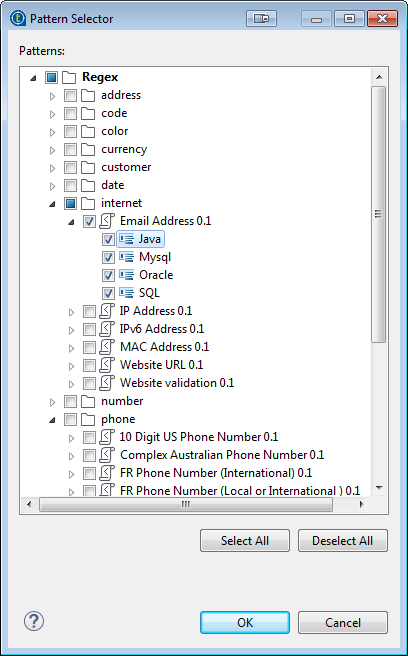 Pattern Selector
Patterns:
Regex
address
code
color
currency
customer
date
internet
Email Address 0.1
Java
Mysql
Oracle
SQL
IP Address 0.1
IPv6 Address 0.1
MAC Address 0.1
Website URL 0.1
Website validation 0.1
number
phone
10 Digit US Phone Number 0.1
Complex Australian Phone Number 0.1
FR Phone Number (International) 0.1
FR Phone Number (Local or International ) 0.1
Select All Deselect All
? OK Cancel